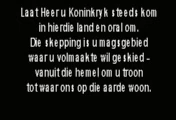 Laat Heer u Koninkryk steeds kom
in hierdie land en oral om.
Die skepping is u magsgebied
waar u volmaakte wil geskied –
vanuit die hemel om u troon
tot waar ons op die aarde woon.